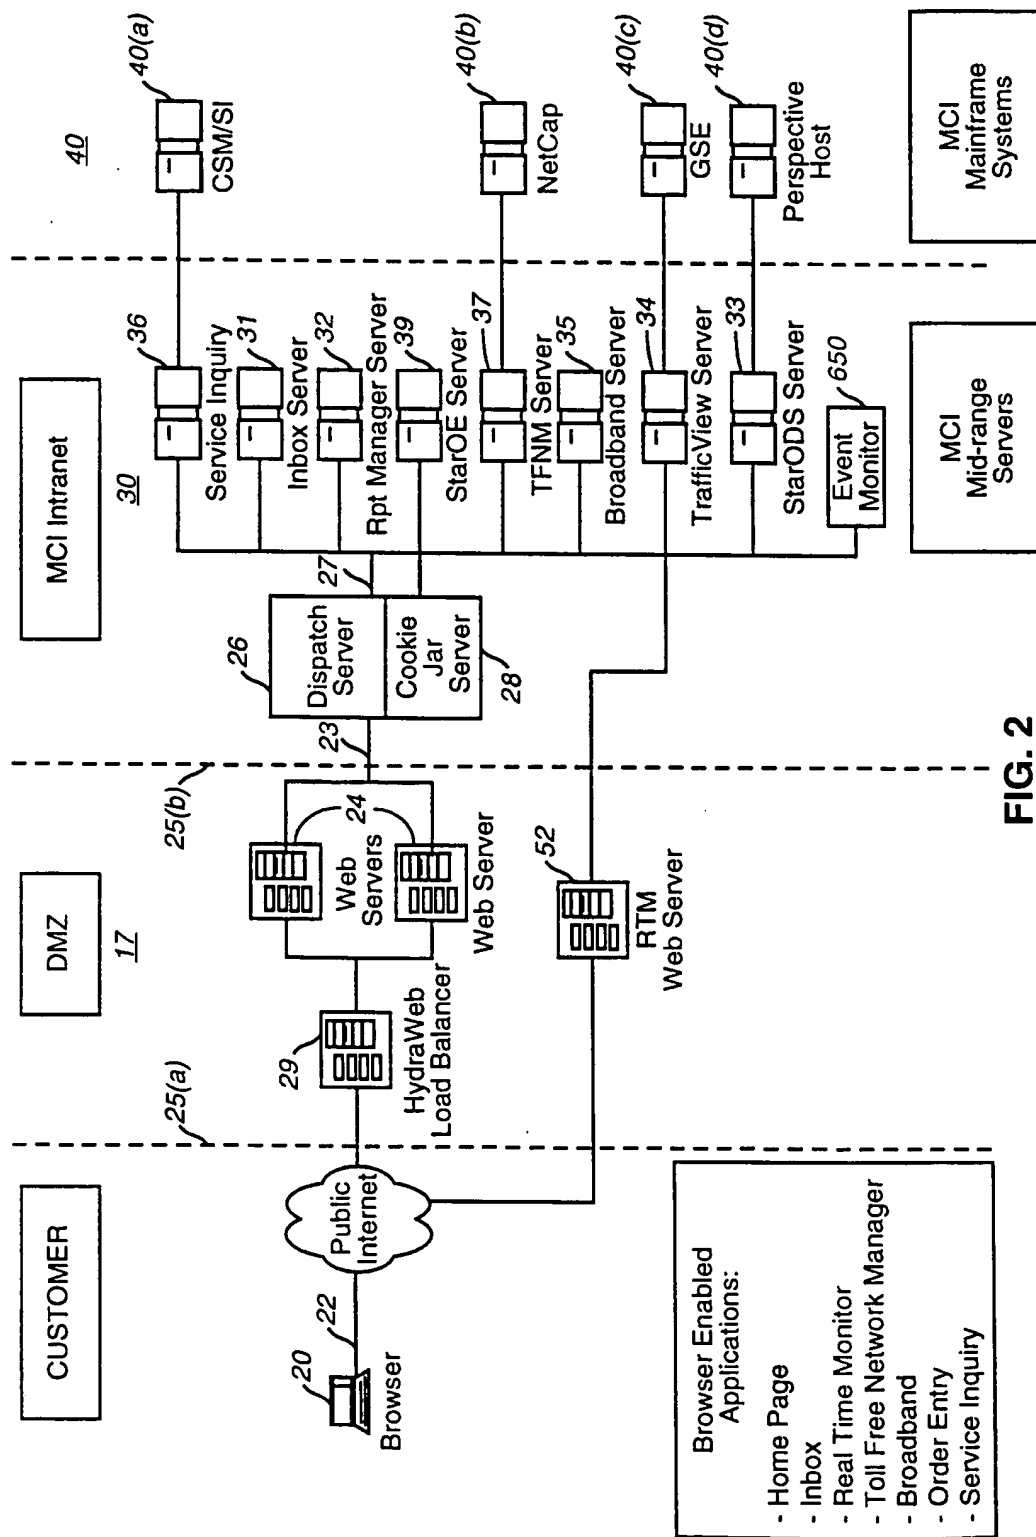 CUSTOMER
DMZ
MCI Intranet
17
30
40
25(a)
25(b)
20
Browser
22
Public
Internet
29
HydraWeb
Load Balancer
24
Web
Servers
Web Server
52
RTM
Web Server
23
26
Dispatch
Server
Cookie
Jar
Server
28
27
36
Service Inquiry
31
Inbox Server
32
Rpt Manager Server
39
StarOE Server
37
TFNM Server
35
Broadband Server
34
TrafficView Server
33
StarODS Server
650
Event
Monitor
40(a)
CSM/SI
40(b)
NetCap
40(c)
GSE
40(d)
Perspective
Host
Browser Enabled
Applications:
- Home Page
- Inbox
- Real Time Monitor
- Toll Free Network Manager
- Broadband
- Order Entry
- Service Inquiry
MCI
Mid-range
Servers
MCI
Mainframe
Systems
FIG. 2